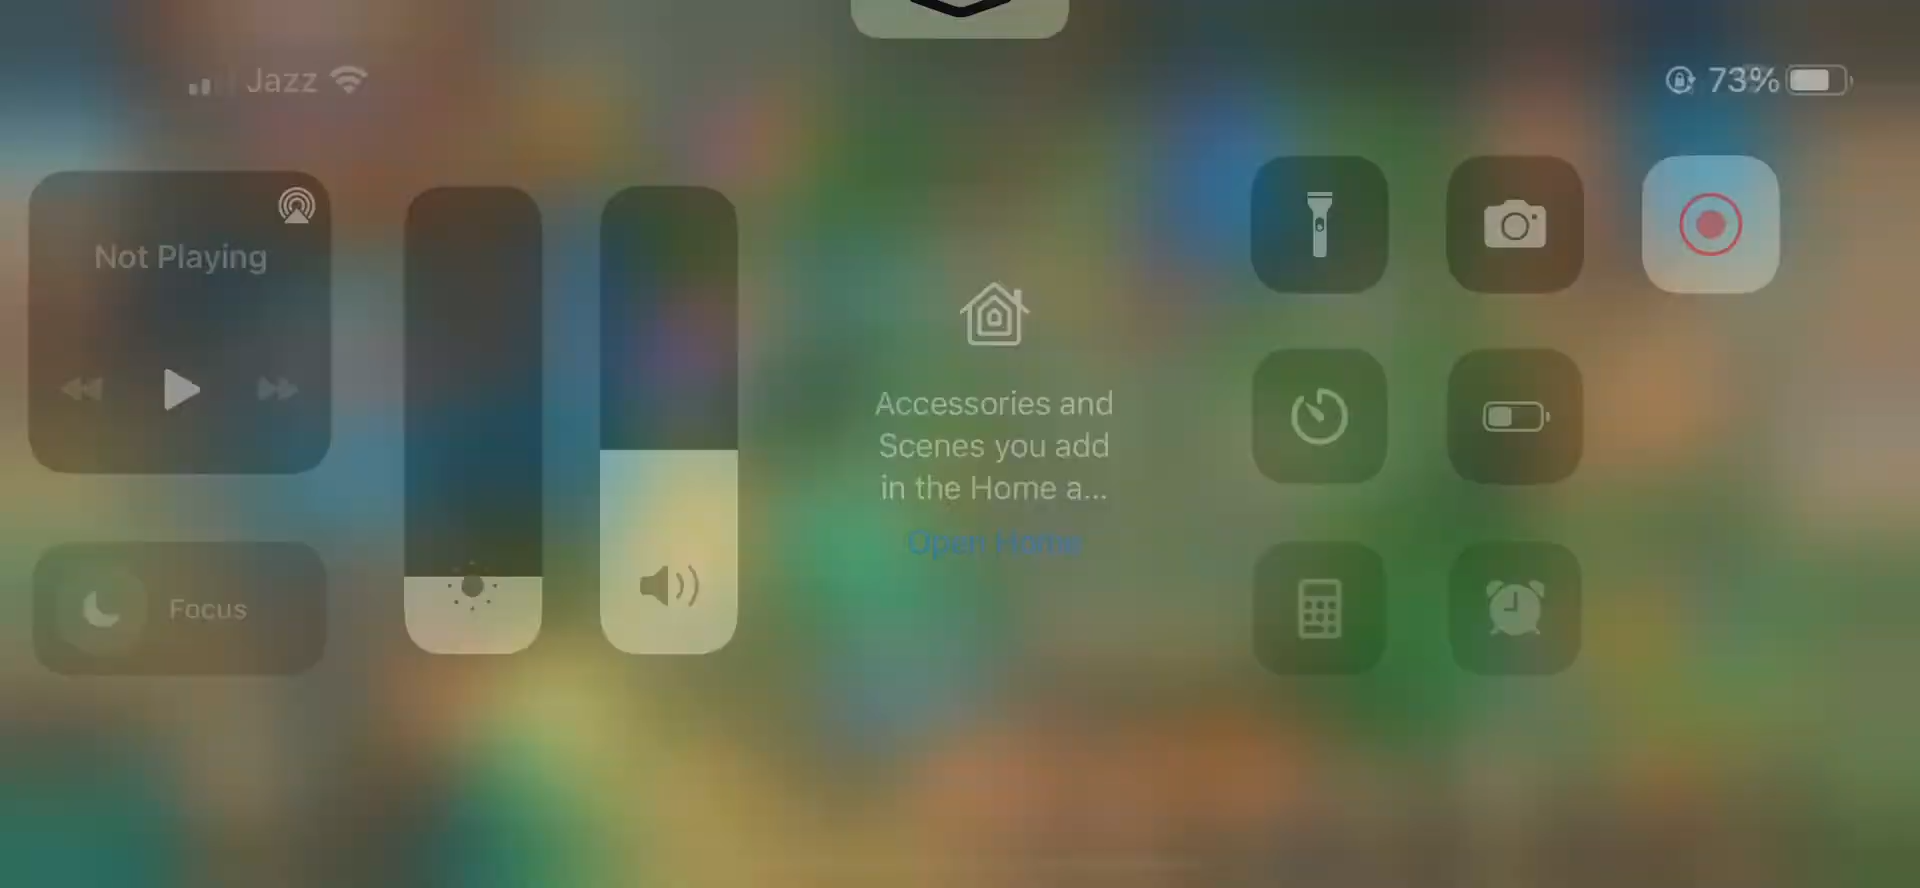 Jazz
73%
Not Playing
Focus
Accessories and
Scenes you add
in the Home a...
Open Home